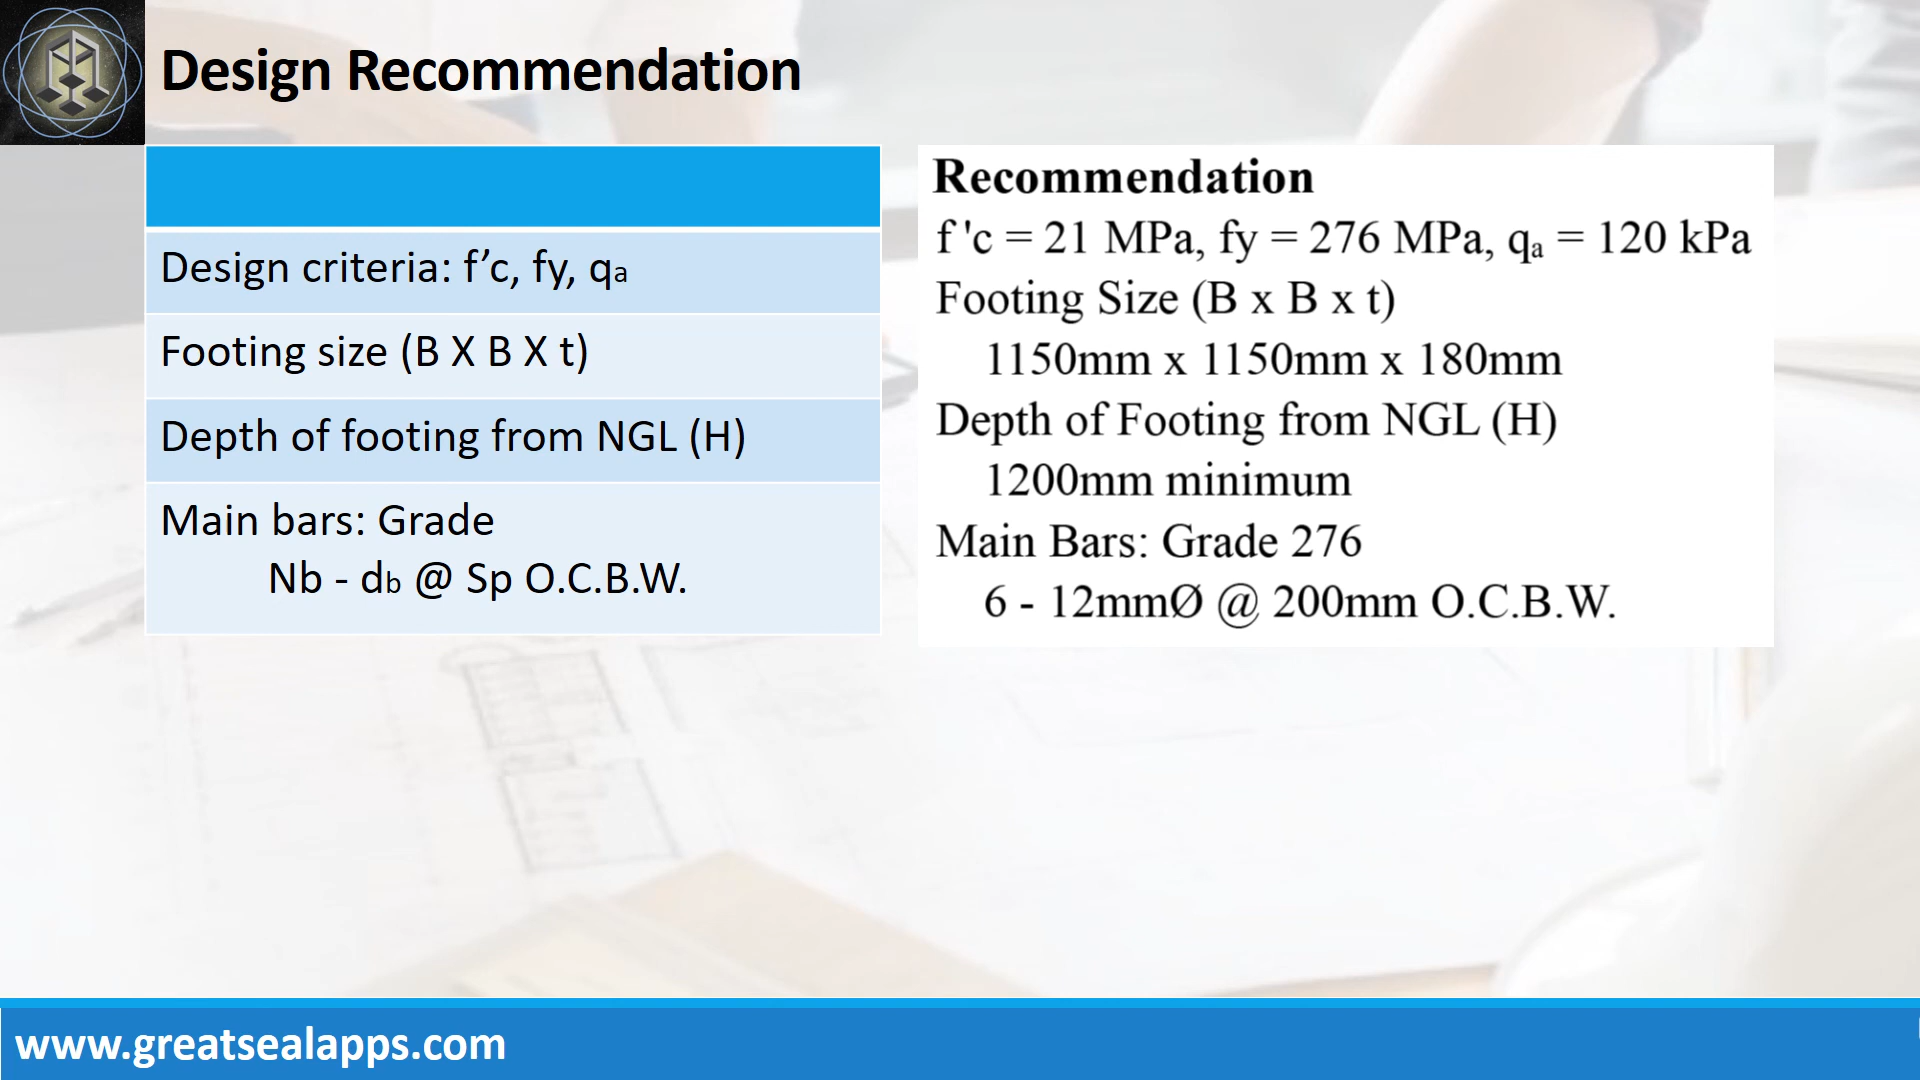 Design Recommendation
Design criteria: f’c, fy, qa
Footing size (B X B X t)
Depth of footing from NGL (H)
Main bars: Grade
Nb - db @ Sp O.C.B.W.
Recommendation
f 'c = 21 MPa, fy = 276 MPa, qa = 120 kPa
Footing Size (B x B x t)
1150mm x 1150mm x 180mm
Depth of Footing from NGL (H)
1200mm minimum
Main Bars: Grade 276
6 - 12mmØ @ 200mm O.C.B.W.
www.greatsealapps.com